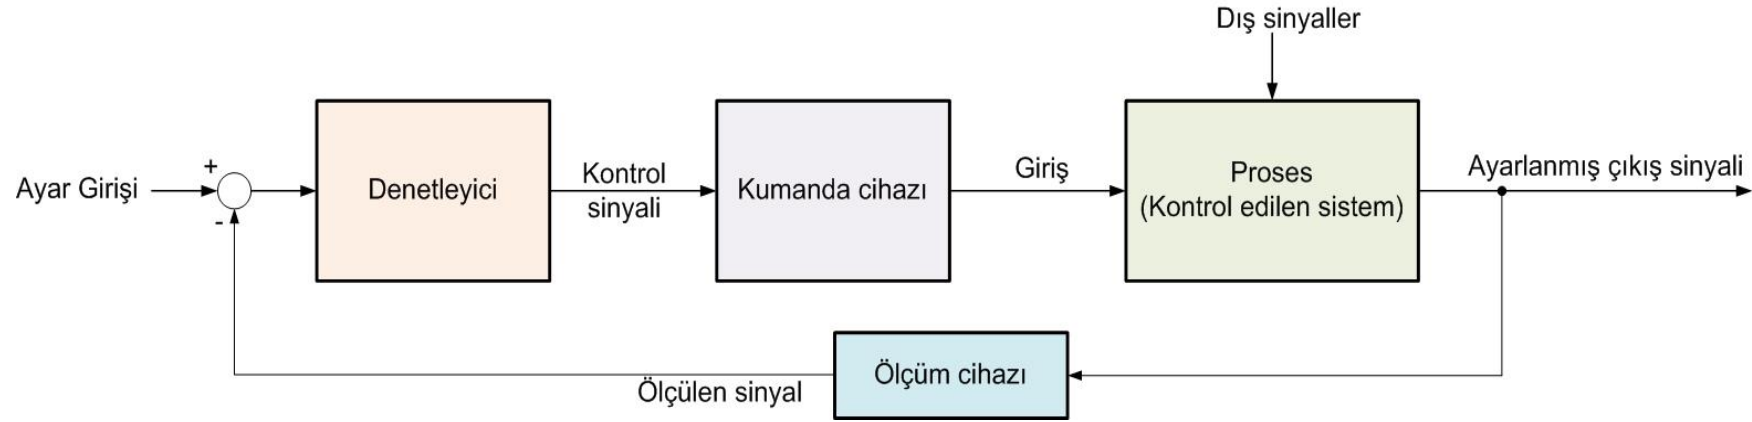 Dış sinyaller
+
Ayar Girişi
-
Denetleyici
Kontrol
sinyali
Kumanda cihazı
Giriş
Proses
(Kontrol edilen sistem)
Ayarlanmış çıkış sinyali
Ölçüm cihazı
Ölçülen sinyal